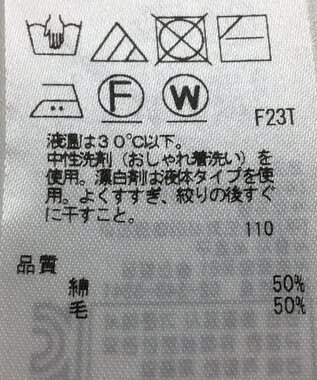 F W
F23T
液温は30℃以下。
中性洗剤（おしゃれ着洗い）を
使用。漂白剤は液体タイプを使
用。よくすすぎ、絞りの後すぐ
に干すこと。
110
品質
綿 50%
毛 50%